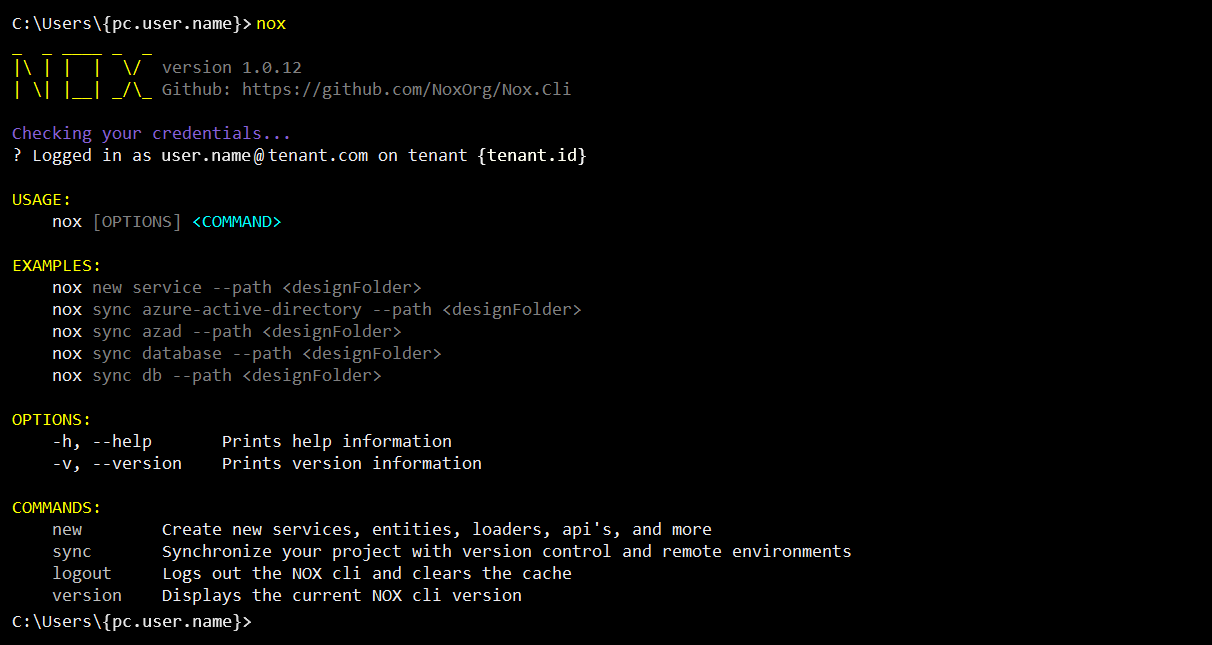 C:\Users\{pc.user.name}> nox
NOX version 1.0.12
Github: https://github.com/NoxOrg/Nox.Cli
Checking your credentials...
? Logged in as user.name@tenant.com on tenant {tenant.id}
USAGE:
nox [OPTIONS] <COMMAND>
EXAMPLES:
nox new service --path <designFolder>
nox sync azure-active-directory --path <designFolder>
nox sync azad --path <designFolder>
nox sync database --path <designFolder>
nox sync db --path <designFolder>
OPTIONS:
-h, --help Prints help information
-v, --version Prints version information
COMMANDS:
new Create new services, entities, loaders, api's, and more
sync Synchronize your project with version control and remote environments
logout Logs out the NOX cli and clears the cache
version Displays the current NOX cli version
C:\Users\{pc.user.name}>